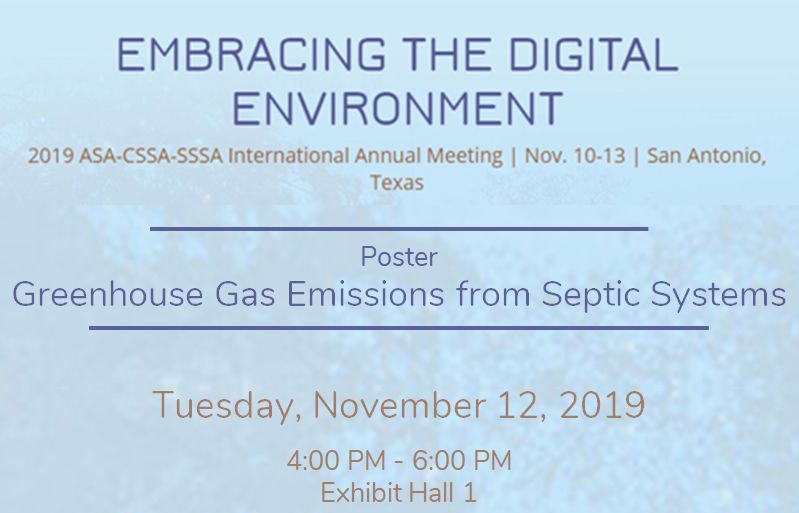 EMBRACING THE DIGITAL
ENVIRONMENT
2019 ASA-CSSA-SSSA International Annual Meeting | Nov. 10-13 | San Antonio,
Texas
Poster
Greenhouse Gas Emissions from Septic Systems
Tuesday, November 12, 2019
4:00 PM - 6:00 PM
Exhibit Hall 1